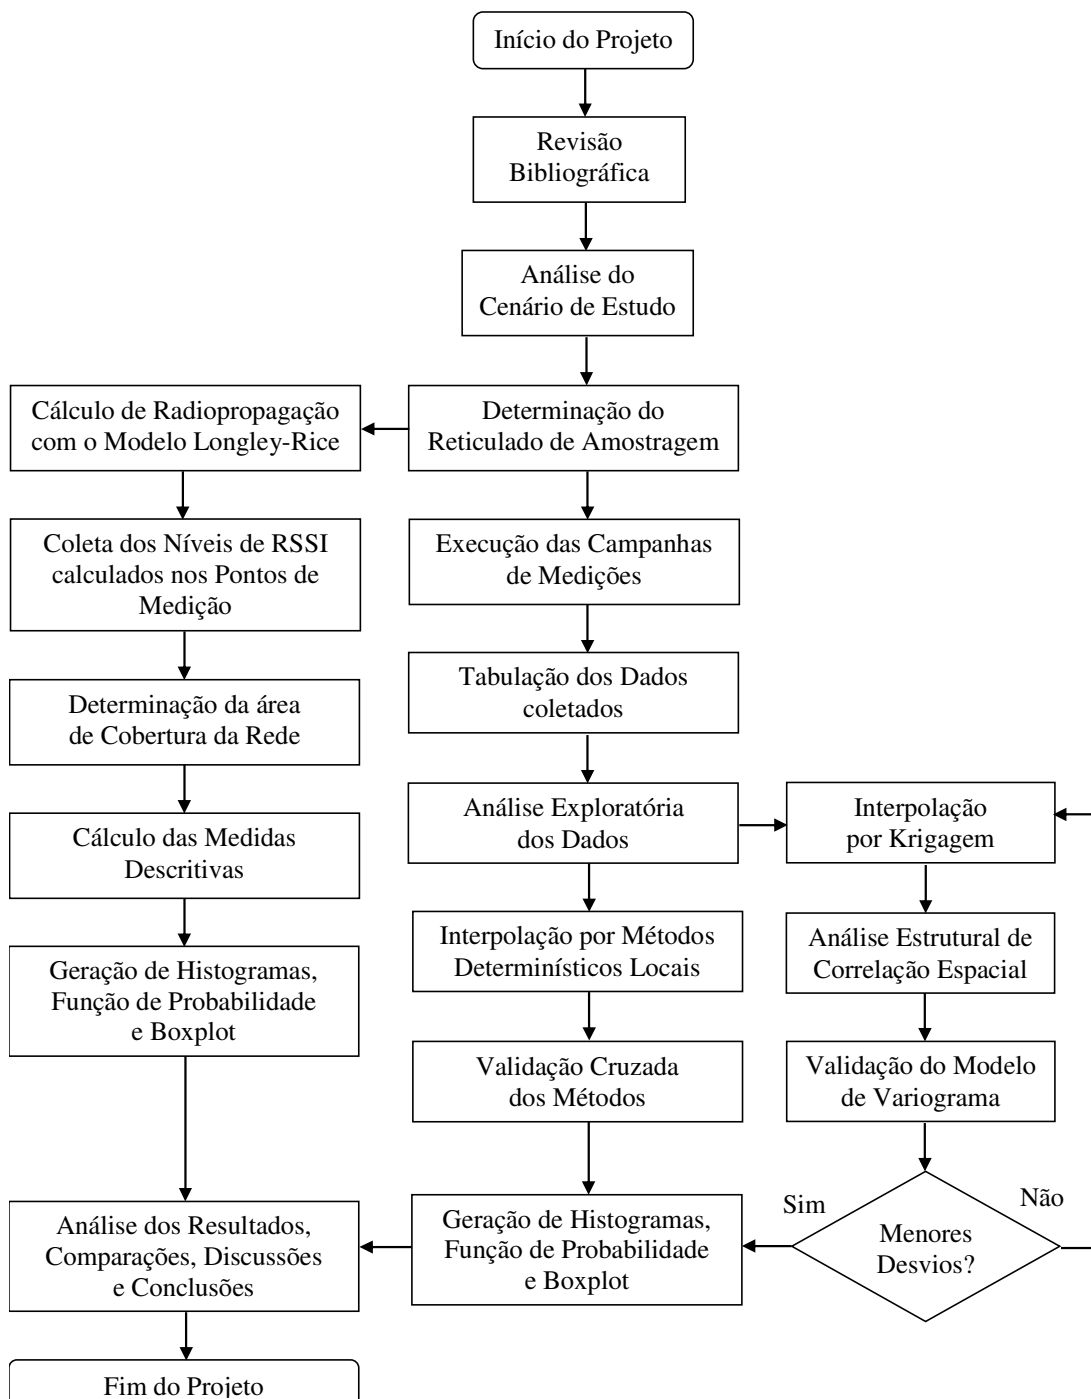 Início do Projeto
Revisão
Bibliográfica
Análise do
Cenário de Estudo
Cálculo de Radiopropagação
com o Modelo Longley-Rice
Determinação do
Reticulado de Amostragem
Coleta dos Níveis de RSSI
calculados nos Pontos de
Medição
Execução das Campanhas
de Medições
Determinação da área
de Cobertura da Rede
Tabulação dos Dados
coletados
Cálculo das Medidas
Descritivas
Análise Exploratória
dos Dados
Interpolação
por Krigagem
Geração de Histogramas,
Função de Probabilidade
e Boxplot
Interpolação por Métodos
Determinísticos Locais
Análise Estrutural de
Correlação Espacial
Validação Cruzada
dos Métodos
Validação do Modelo
de Variograma
Análise dos Resultados,
Comparações, Discussões
e Conclusões
Geração de Histogramas,
Função de Probabilidade
e Boxplot
Sim
Menores
Desvios?
Não
Fim do Projeto